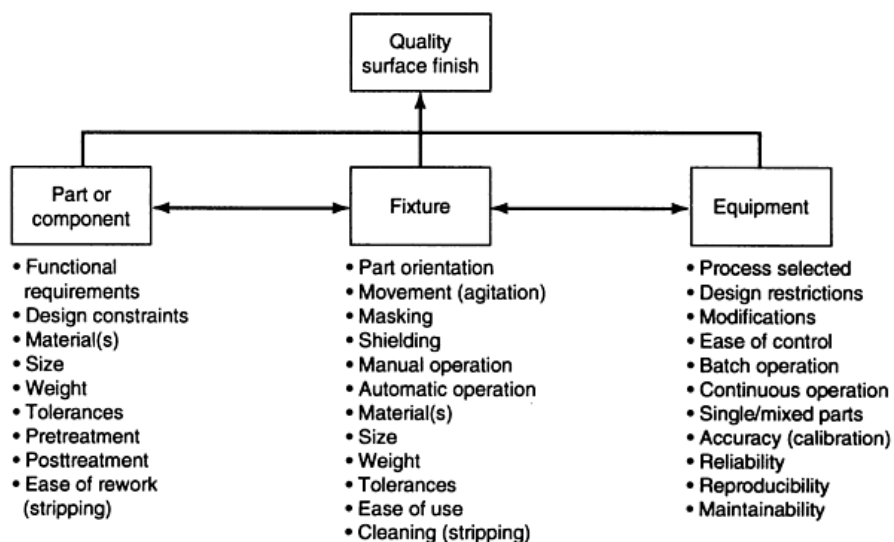 Quality
surface finish
Part or
component
Fixture
Equipment
• Functional
requirements
• Design constraints
• Material(s)
• Size
• Weight
• Tolerances
• Pretreatment
• Posttreatment
• Ease of rework
(stripping)
• Part orientation
• Movement (agitation)
• Masking
• Shielding
• Manual operation
• Automatic operation
• Material(s)
• Size
• Weight
• Tolerances
• Ease of use
• Cleaning (stripping)
• Process selected
• Design restrictions
• Modifications
• Ease of control
• Batch operation
• Continuous operation
• Single/mixed parts
• Accuracy (calibration)
• Reliability
• Reproducibility
• Maintainability